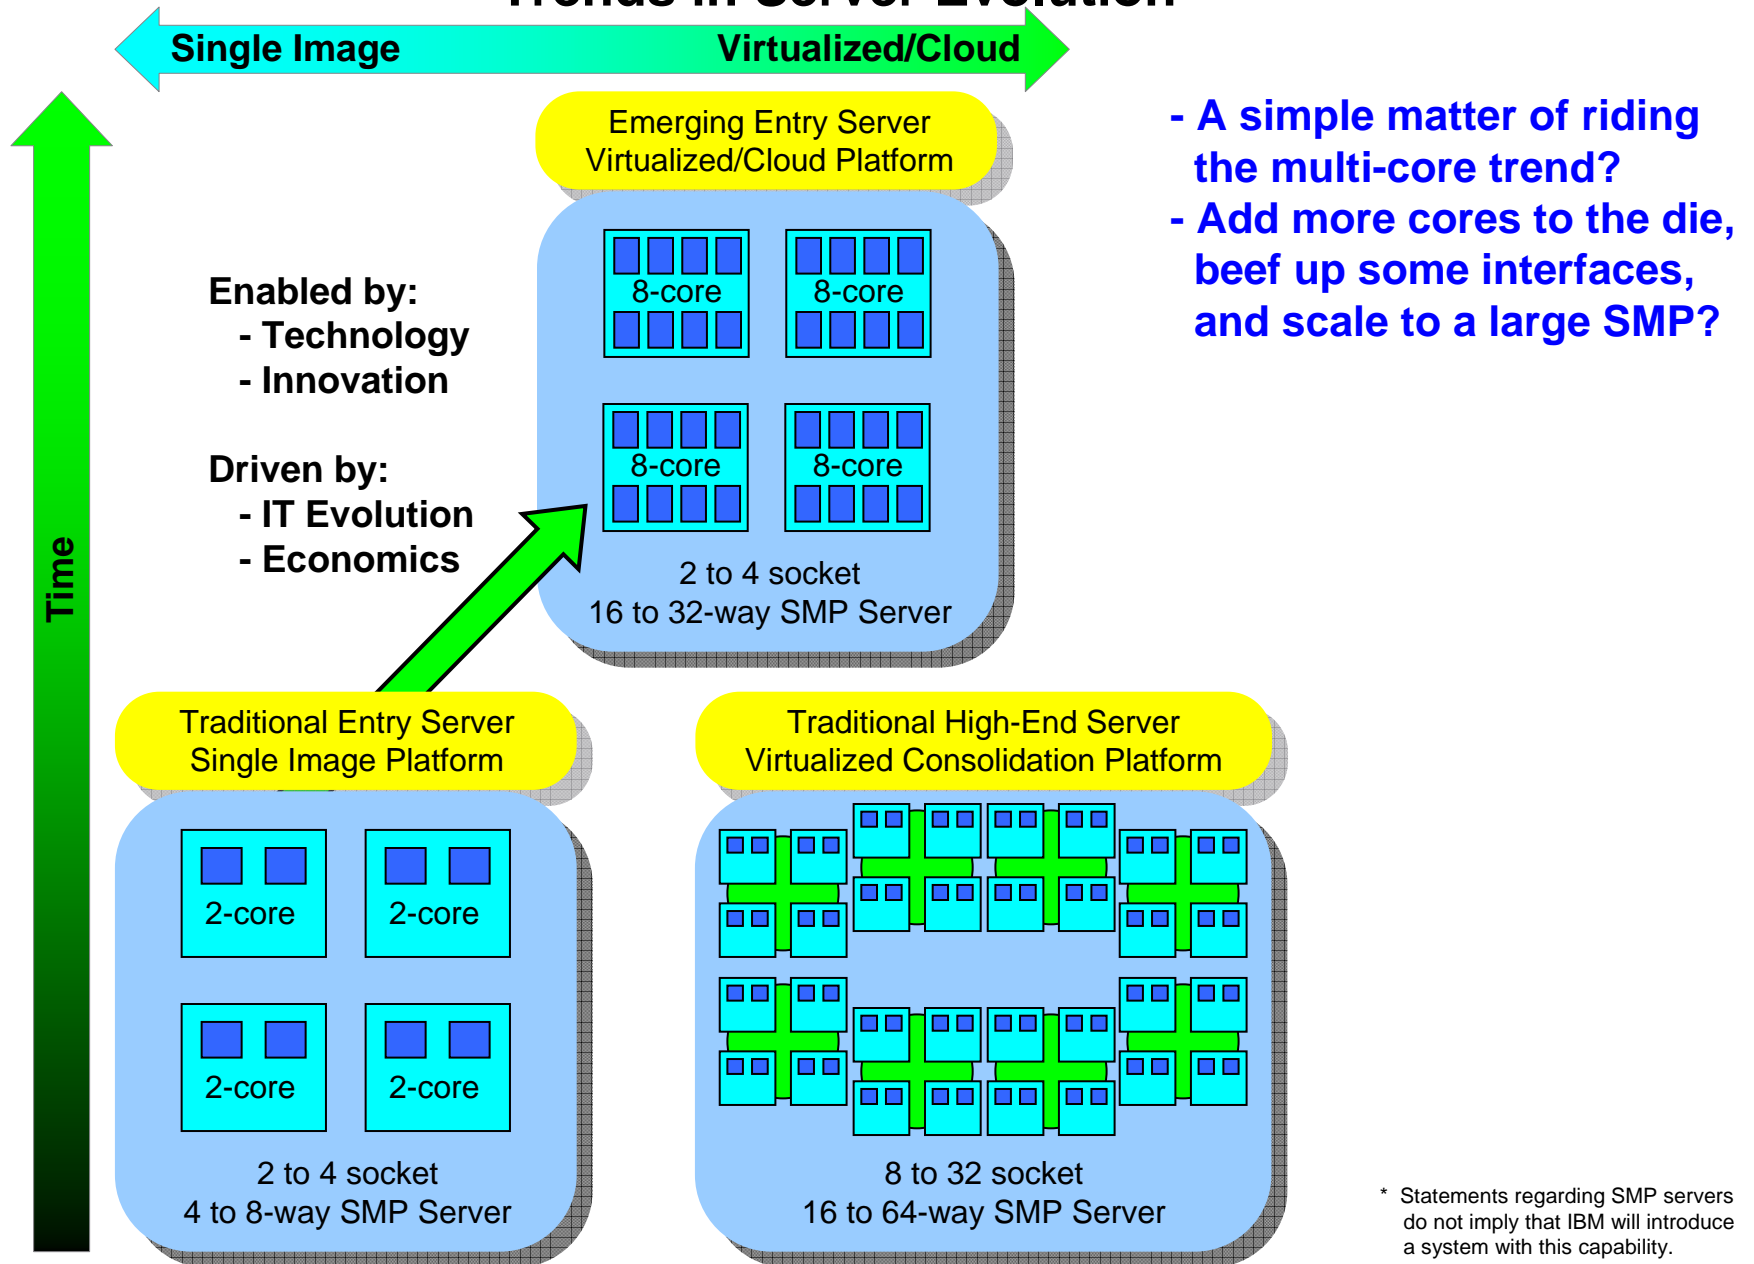 Trends in Server Evolution
Single Image
Virtualized/Cloud
Emerging Entry Server
Virtualized/Cloud Platform
- A simple matter of riding
the multi-core trend?
- Add more cores to the die,
beef up some interfaces,
and scale to a large SMP?
Enabled by:
- Technology
- Innovation
Driven by:
- IT Evolution
- Economics
8-core
8-core
8-core
8-core
2 to 4 socket
16 to 32-way SMP Server
Time
Traditional Entry Server
Single Image Platform
2-core
2-core
2-core
2-core
2 to 4 socket
4 to 8-way SMP Server
Traditional High-End Server
Virtualized Consolidation Platform
8 to 32 socket
16 to 64-way SMP Server
* Statements regarding SMP servers
do not imply that IBM will introduce
a system with this capability.